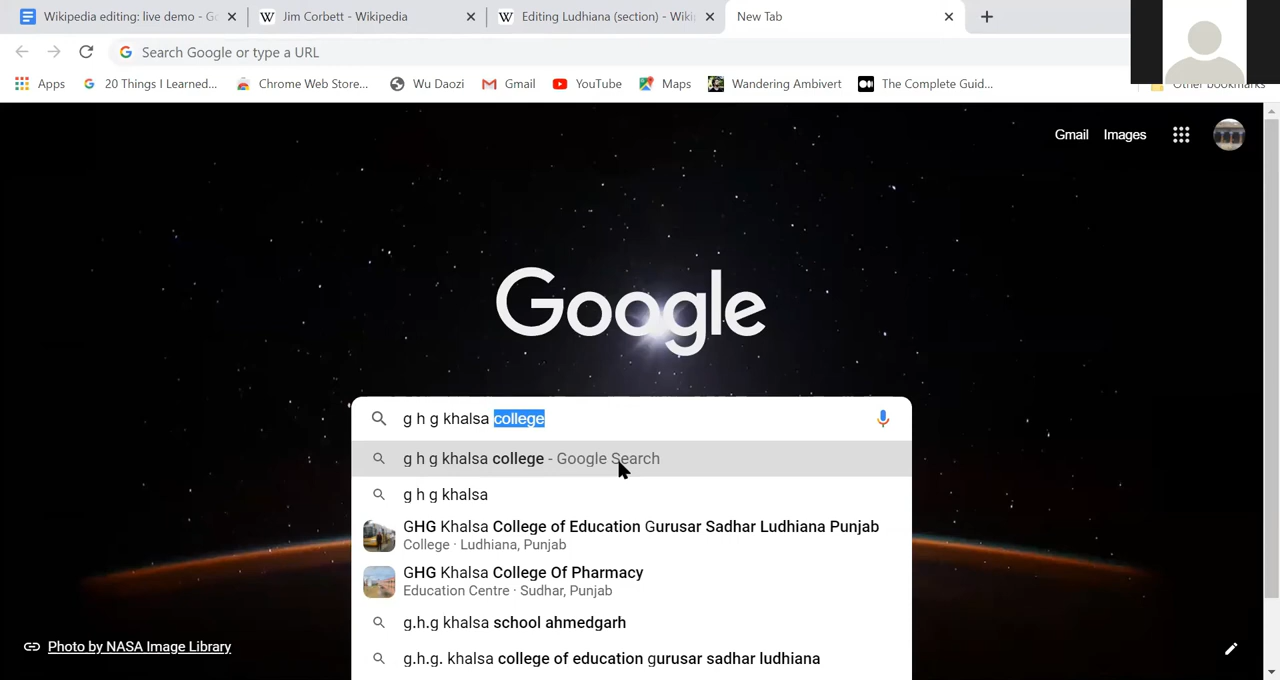 Wikipedia editing: live demo - Go
Jim Corbett - Wikipedia
Editing Ludhiana (section) - Wiki
New Tab
Search Google or type a URL
Apps
20 Things I Learned...
Chrome Web Store...
Wu Daozi
Gmail
YouTube
Maps
Wandering Ambivert
The Complete Guid...
Other bookmarks
Gmail
Images
Google
g h g khalsa college
g h g khalsa college - Google Search
g h g khalsa
GHG Khalsa College of Education Gurusar Sadhar Ludhiana Punjab
College · Ludhiana, Punjab
GHG Khalsa College Of Pharmacy
Education Centre · Sudhar, Punjab
g.h.g khalsa school ahmedgarh
g.h.g. khalsa college of education gurusar sadhar ludhiana
Photo by NASA Image Library